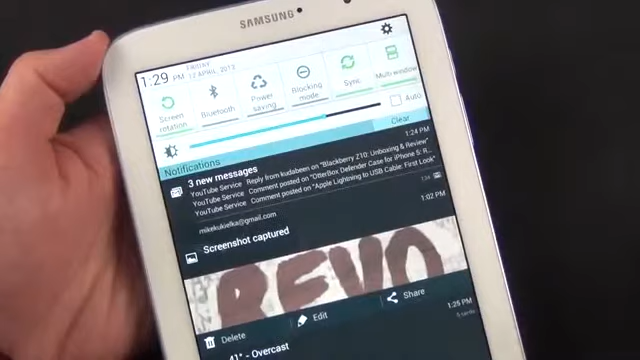 SAMSUNG
1:29 PM
FRIDAY
12 APRIL, 2013
Screen rotation
Bluetooth
Power saving
Blocking mode
Sync
Multi-window
Auto
Notifications
Clear
3 new messages
1:24 PM
YouTube Service Reply from kudabeen on "Blackberry Z10: Unboxing & Review"
YouTube Service Comment posted on "OtterBox Defender Case for iPhone 5: R...
YouTube Service Comment posted on "Apple Lightning to USB Cable: First Look"
mikekukielka@gmail.com
Screenshot captured
1:02 PM
REVO
Delete
Edit
Share
41° - Overcast
1:25 PM